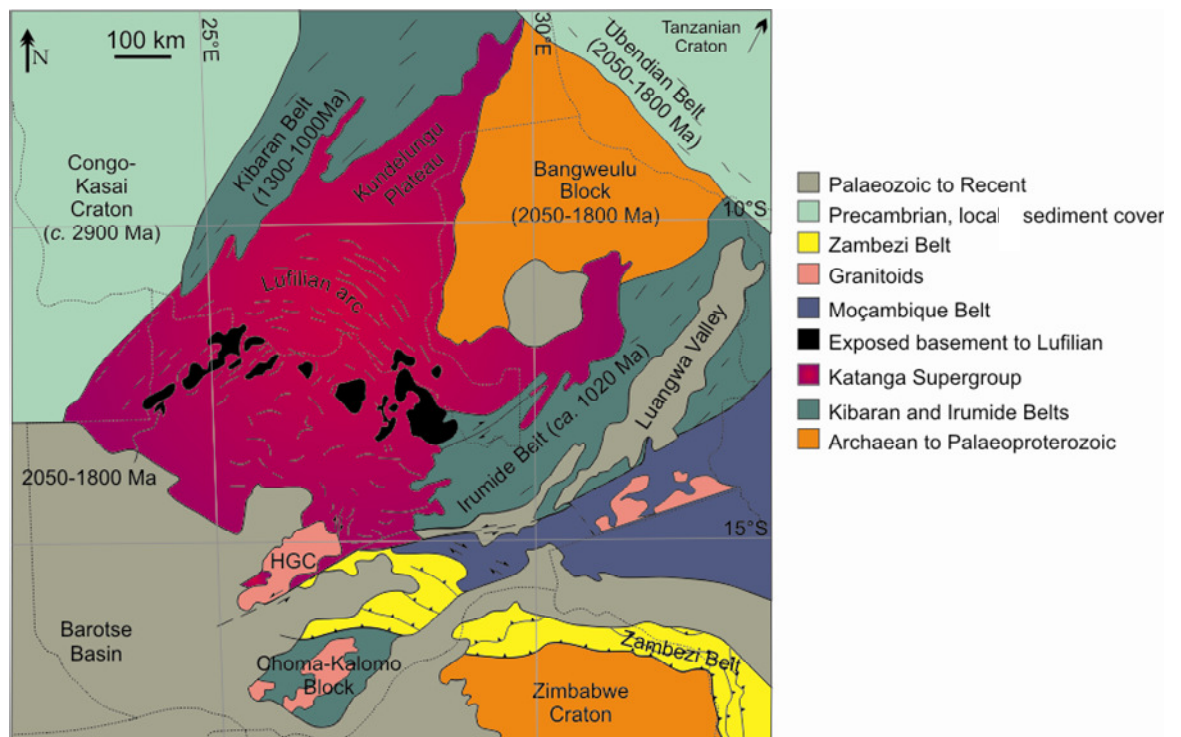 N
100 km
25°E
30°E
Tanzanian
Craton
Ubendian Belt
(2050-1800 Ma)
Kibaran Belt
(1300-1000Ma)
Kundelungu
Plateau
Congo-
Kasai
Craton
(c. 2900 Ma)
Bangweulu
Block
(2050-1800 Ma)
10°S
Lufilian arc
Luangwa Valley
Irumide Belt (ca. 1020 Ma)
2050-1800 Ma
15°S
HGC
Barotse
Basin
Ohoma-Kalomo
Block
Zambezi Belt
Zimbabwe
Craton
Palaeozoic to Recent
Precambrian, local sediment cover
Zambezi Belt
Granitoids
Moçambique Belt
Exposed basement to Lufilian
Katanga Supergroup
Kibaran and Irumide Belts
Archaean to Palaeoproterozoic